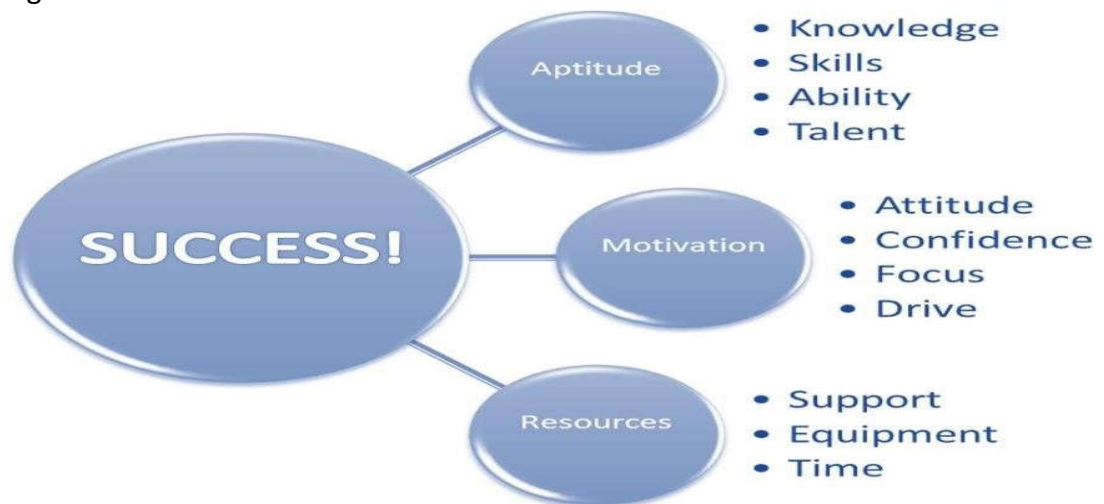 SUCCESS!
Aptitude
• Knowledge
• Skills
• Ability
• Talent
Motivation
• Attitude
• Confidence
• Focus
• Drive
Resources
• Support
• Equipment
• Time